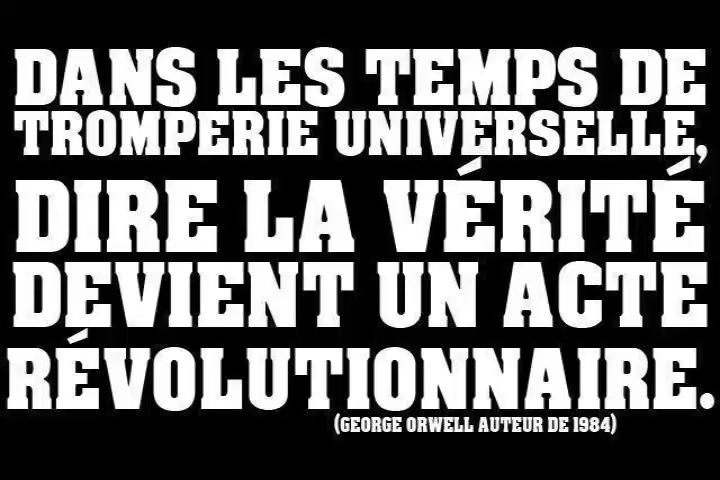 DANS LES TEMPS DE
TROMPERIE UNIVERSELLE,
DIRE LA VÉRITÉ
DEVIENT UN ACTE
RÉVOLUTIONNAIRE.
(GEORGE ORWELL AUTEUR DE 1984)